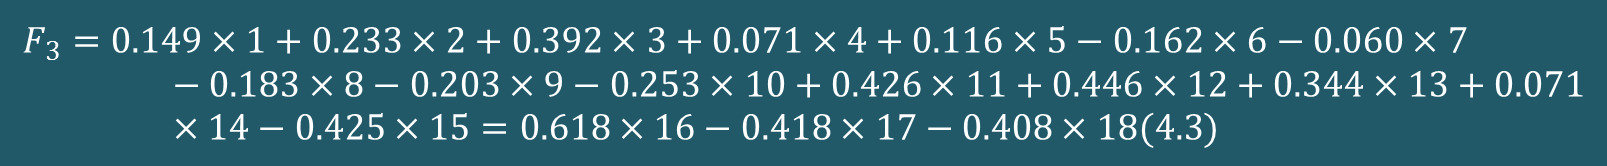 F₃ = 0.149 × 1 + 0.233 × 2 + 0.392 × 3 + 0.071 × 4 + 0.116 × 5 − 0.162 × 6 − 0.060 × 7
− 0.183 × 8 − 0.203 × 9 − 0.253 × 10 + 0.426 × 11 + 0.446 × 12 + 0.344 × 13 + 0.071
× 14 − 0.425 × 15 = 0.618 × 16 − 0.418 × 17 − 0.408 × 18(4.3)